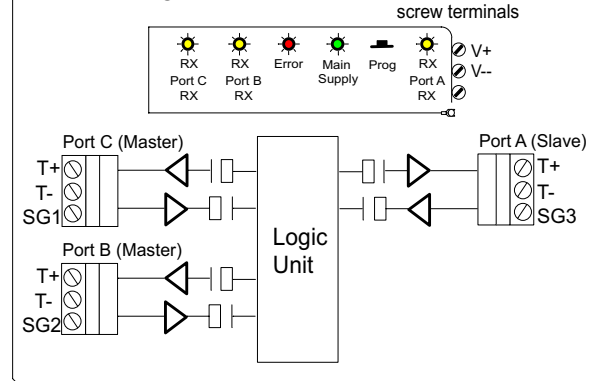 screw terminals
V+
V--
RX RX Error Main Supply Prog RX
Port C RX
Port B RX
Port A RX
Port C (Master)
T+
T-
SG1
Port B (Master)
T+
T-
SG2
Logic
Unit
Port A (Slave)
T+
T-
SG3